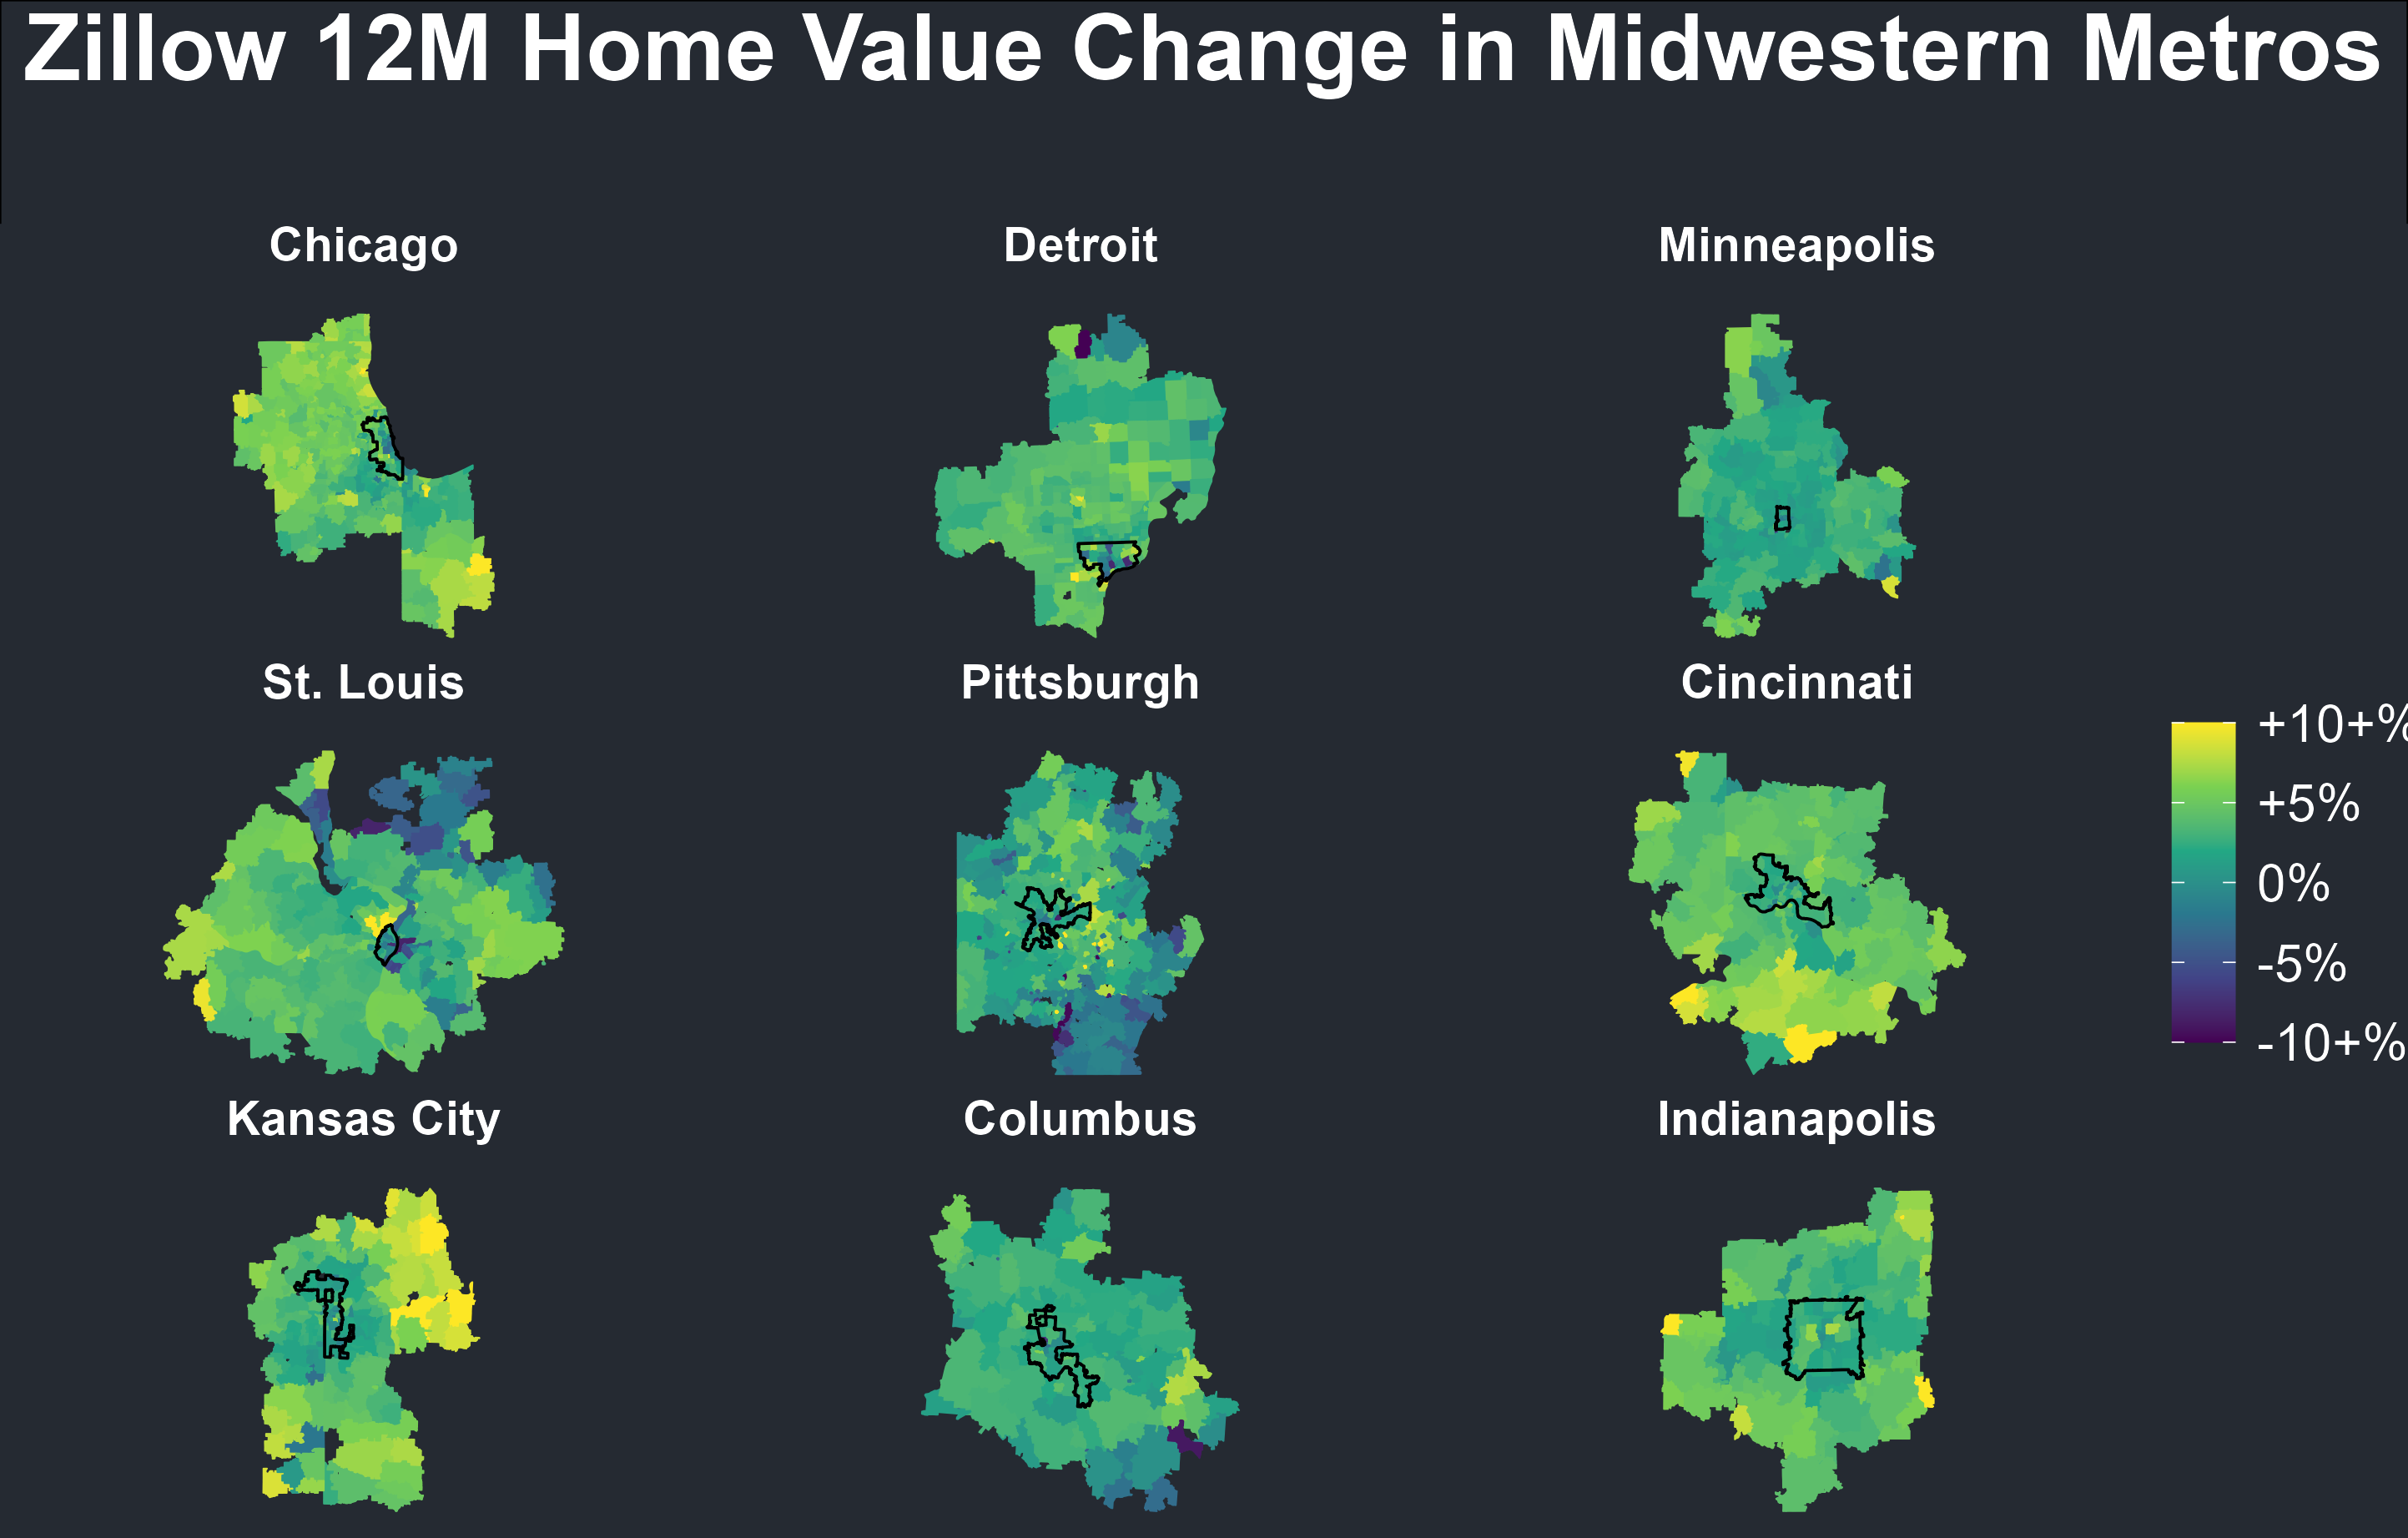 Zillow 12M Home Value Change in Midwestern Metros
Chicago
Detroit
Minneapolis
St. Louis
Pittsburgh
Cincinnati
+10+%
+5%
0%
-5%
-10+%
Kansas City
Columbus
Indianapolis